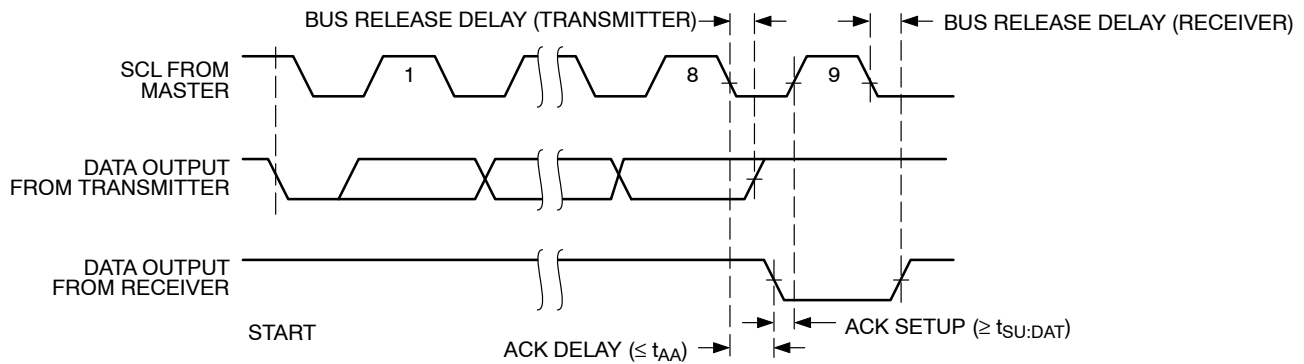 BUS RELEASE DELAY (TRANSMITTER)
BUS RELEASE DELAY (RECEIVER)
SCL FROM
MASTER
1
8
9
DATA OUTPUT
FROM TRANSMITTER
DATA OUTPUT
FROM RECEIVER
START
ACK SETUP (≥ tSU:DAT)
ACK DELAY (≤ tAA)